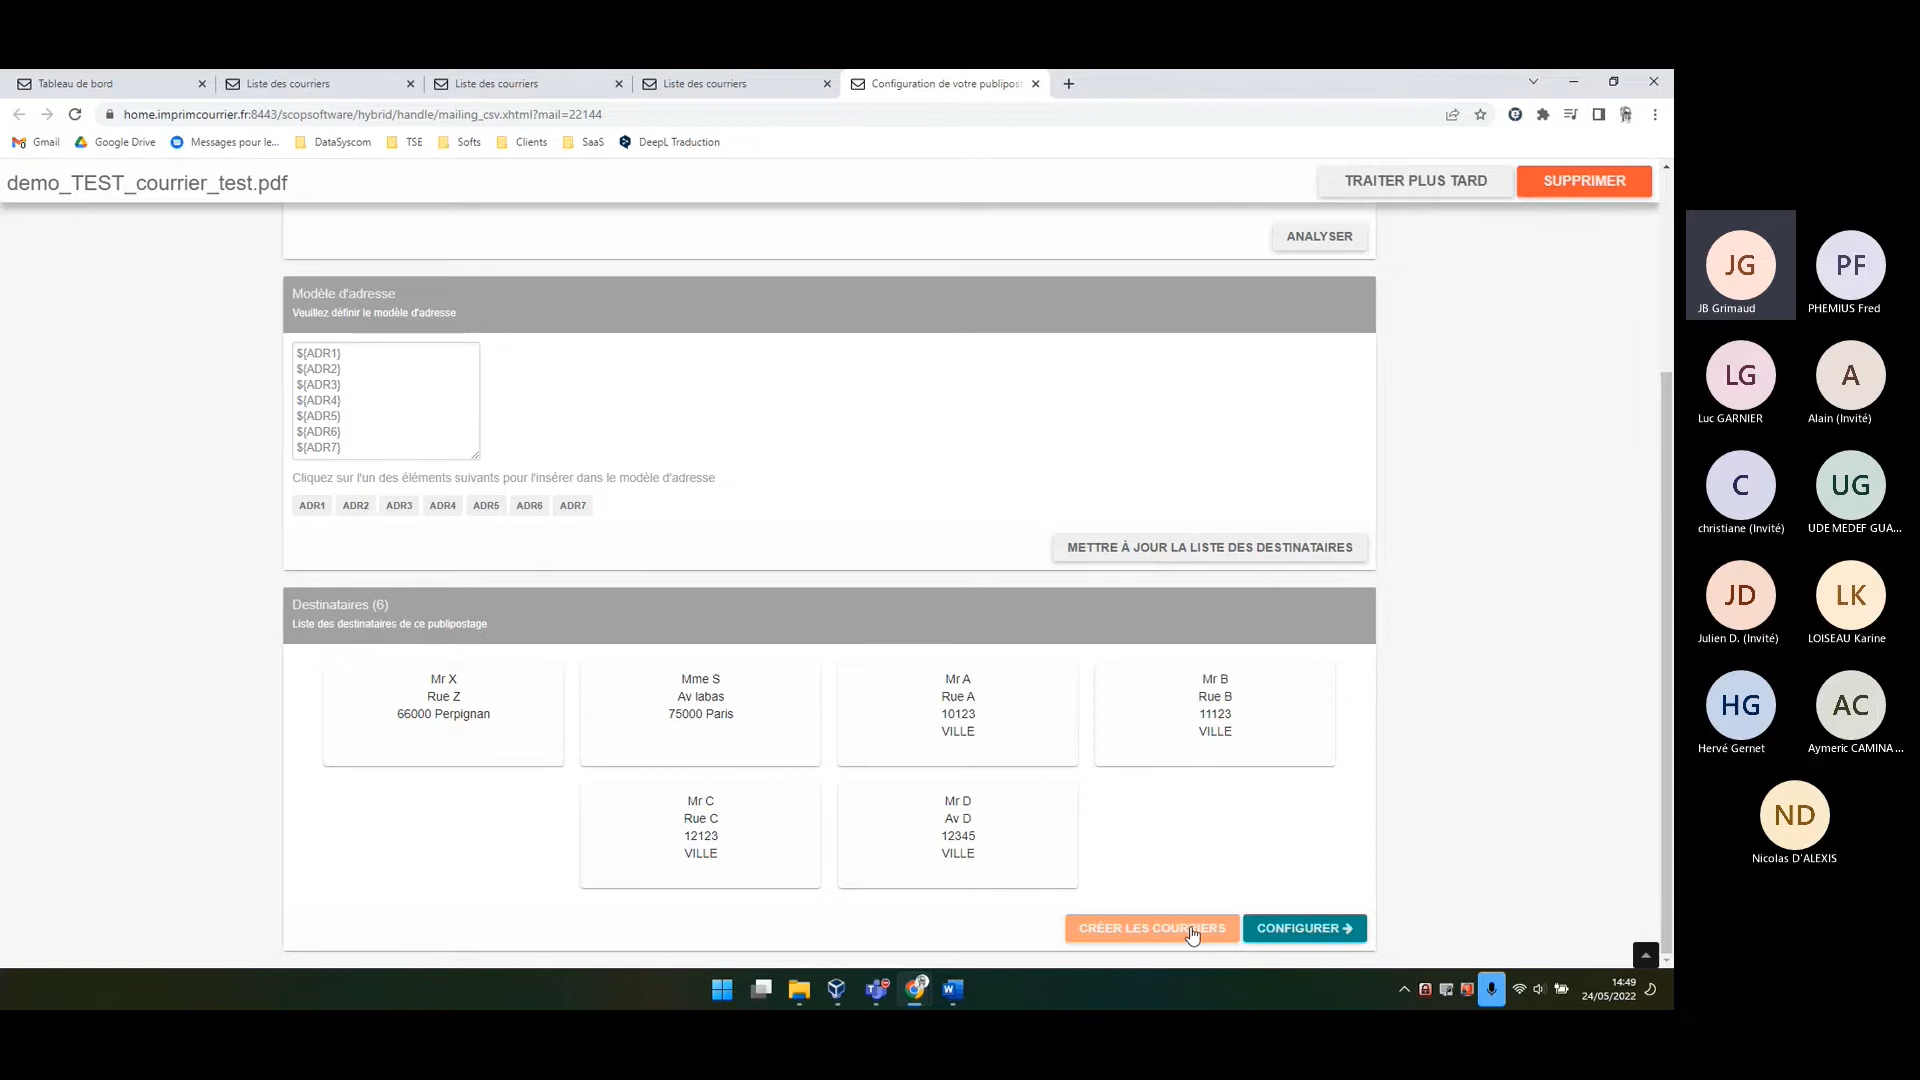 Tableau de bord
Liste des courriers
Liste des courriers
Liste des courriers
Configuration de votre publipost
home.imprimcourrier.fr:8443/scopsoftware/hybrid/handle/mailing_csv.xhtml?mail=22144
Gmail
Google Drive
Messages pour le...
DataSyscom
TSE
Softs
Clients
SaaS
DeepL Traduction
demo_TEST_courrier_test.pdf
TRAITER PLUS TARD
SUPPRIMER
ANALYSER
Modèle d'adresse
Veuillez définir le modèle d'adresse
${ADR1}
${ADR2}
${ADR3}
${ADR4}
${ADR5}
${ADR6}
${ADR7}
Cliquez sur l'un des éléments suivants pour l'insérer dans le modèle d'adresse
ADR1 ADR2 ADR3 ADR4 ADR5 ADR6 ADR7
METTRE À JOUR LA LISTE DES DESTINATAIRES
Destinataires (6)
Liste des destinataires de ce publipostage
Mr X
Rue Z
66000 Perpignan
Mme S
Av labas
75000 Paris
Mr A
Rue A
10123
VILLE
Mr B
Rue B
11123
VILLE
Mr C
Rue C
12123
VILLE
Mr D
Av D
12345
VILLE
CRÉER LES COURRIERS
CONFIGURER
14:49
24/05/2022
JG
JB Grimaud
PF
PHEMIUS Fred
LG
Luc GARNIER
A
Alain (Invité)
C
christiane (Invité)
UG
UDE MEDEF GUA...
JD
Julien D. (Invité)
LK
LOISEAU Karine
HG
Hervé Gernet
AC
Aymeric CAMINA...
ND
Nicolas D'ALEXIS